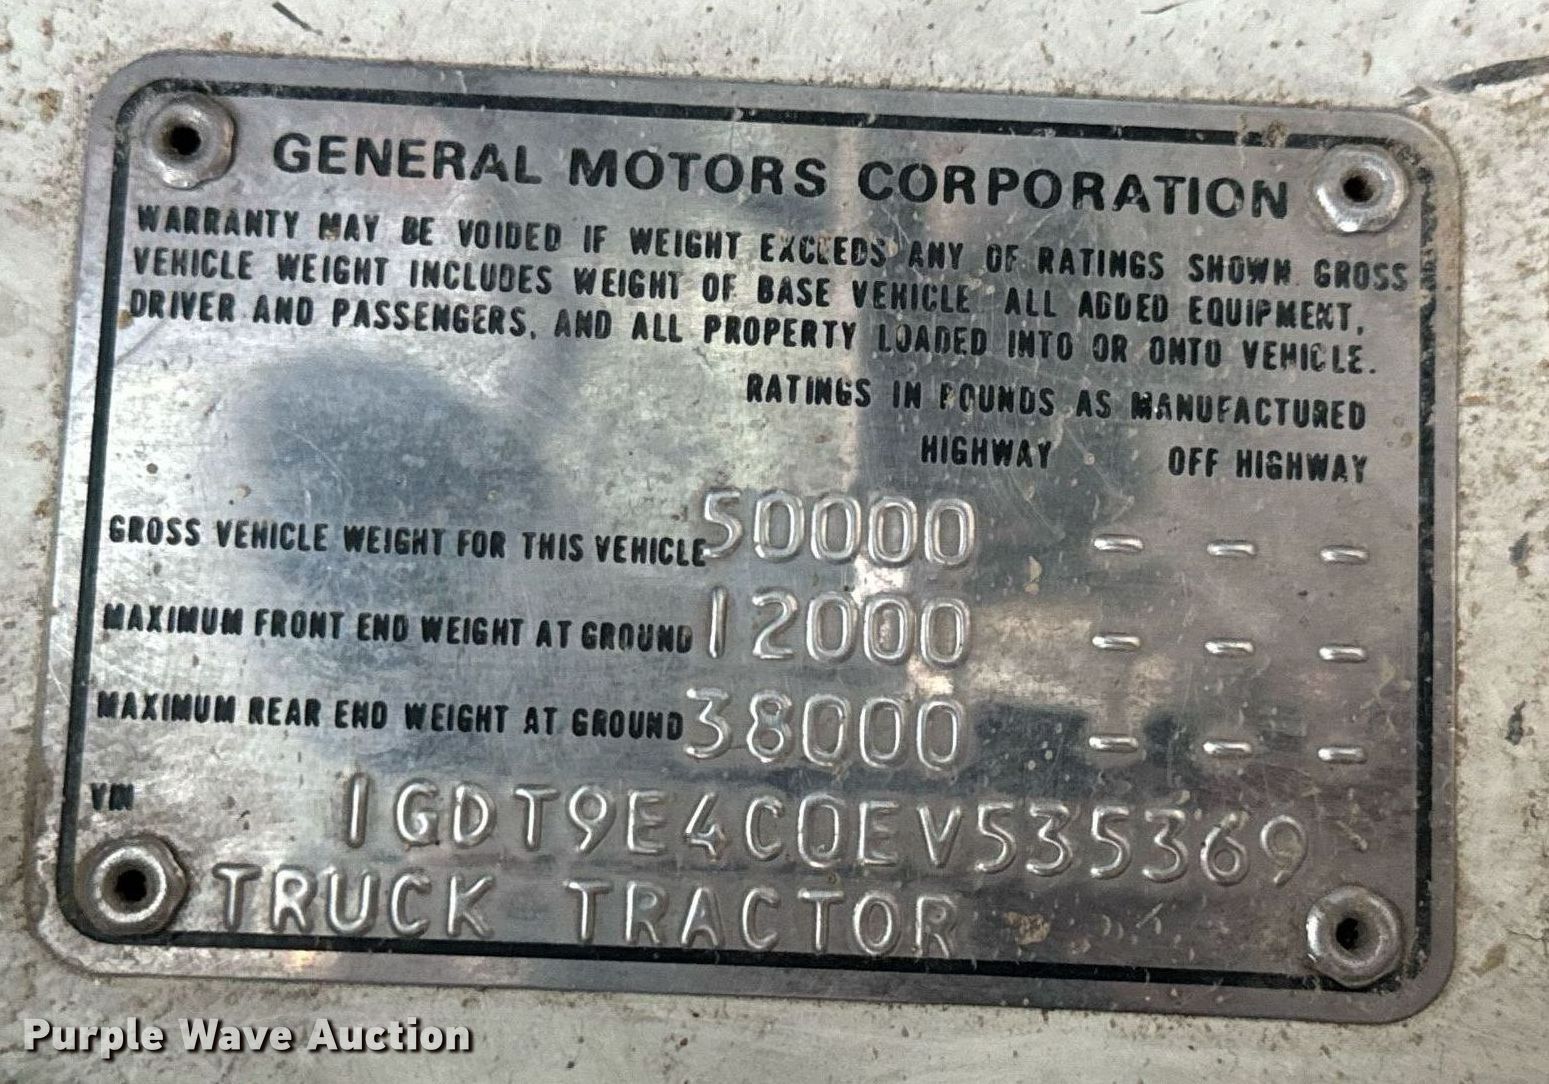 GENERAL MOTORS CORPORATION
WARRANTY MAY BE VOIDED IF WEIGHT EXCEEDS ANY OF RATINGS SHOWN GROSS
VEHICLE WEIGHT INCLUDES WEIGHT OF BASE VEHICLE ALL ADDED EQUIPMENT,
DRIVER AND PASSENGERS, AND ALL PROPERTY LOADED INTO OR ONTO VEHICLE.
RATINGS IN POUNDS AS MANUFACTURED
HIGHWAY OFF HIGHWAY
GROSS VEHICLE WEIGHT FOR THIS VEHICLE 50000 - - -
MAXIMUM FRONT END WEIGHT AT GROUND 12000 - - -
MAXIMUM REAR END WEIGHT AT GROUND 38000 - - -
VIN 1GDT9E4C0EV535369
TRUCK TRACTOR
Purple Wave Auction